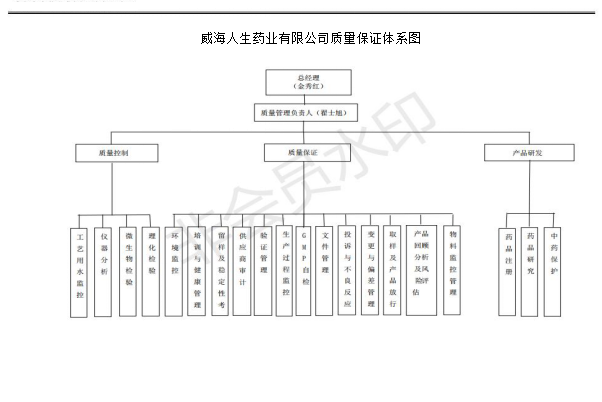 威海人生药业有限公司质量保证体系图
总经理
（金秀红）
质量管理负责人（翟士旭）
质量控制
质量保证
产品研发
工艺用水监控
仪器分析
微生物检验
理化检验
环境监控
培训与健康管理
留样及稳定性考
供应商审计
验证管理
生产过程监控
GMP自检
文件管理
投诉与不良反应
变更与偏差管理
取样及产品放行
产品回顾分析及风险评估
物料监控管理
药品注册
药品研究
中药保护
非会员水印